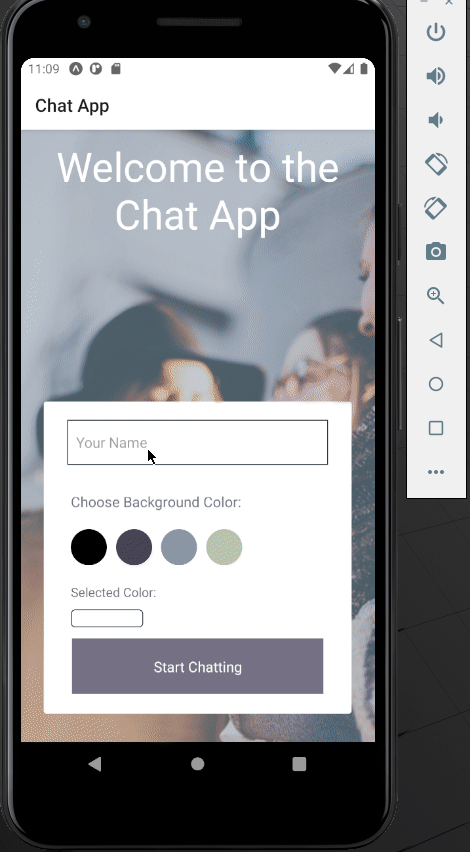 11:09
Chat App
Welcome to the
Chat App
Your Name
Choose Background Color:
Selected Color:
Start Chatting